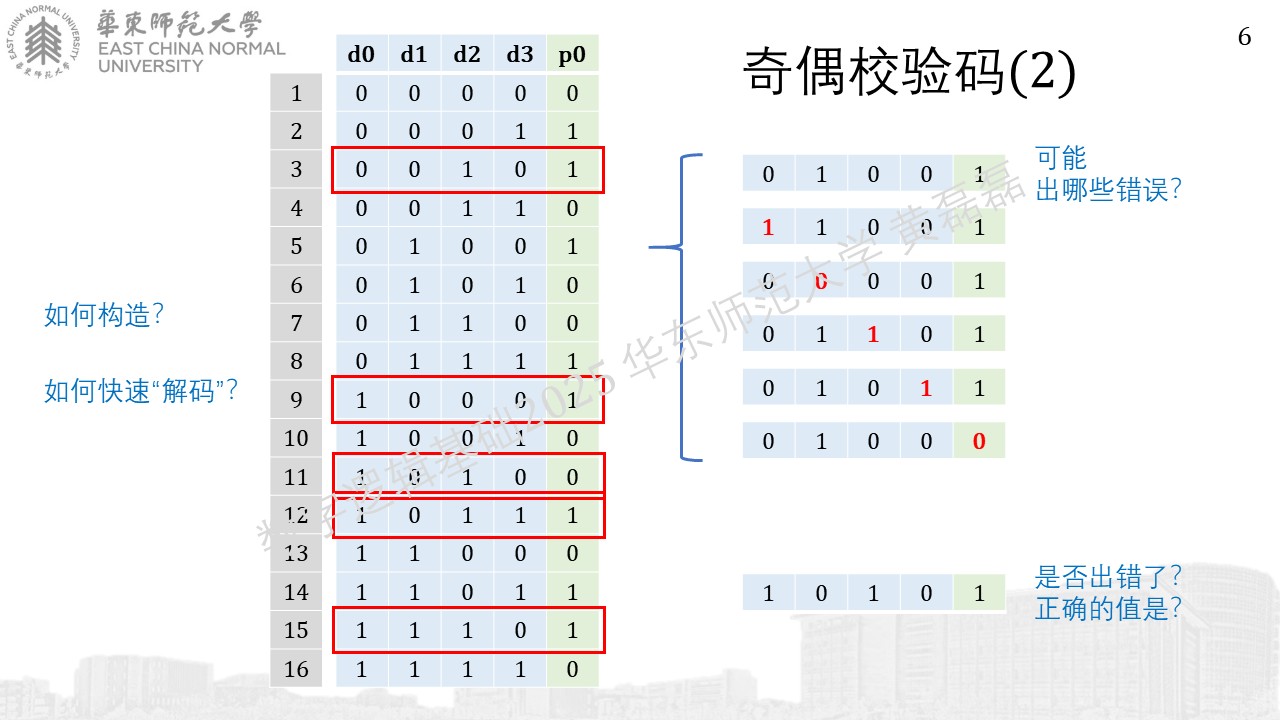 華東師範大學
EAST CHINA NORMAL
UNIVERSITY
EAST CHINA NORMAL UNIVERSITY
華東師範大學
6
奇偶校验码(2)
d0 d1 d2 d3 p0
1 0 0 0 0 0
2 0 0 0 1 1
3 0 0 1 0 1
4 0 0 1 1 0
5 0 1 0 0 1
6 0 1 0 1 0
7 0 1 1 0 0
8 0 1 1 1 1
9 1 0 0 0 1
10 1 0 0 1 0
11 1 0 1 0 0
12 1 0 1 1 1
13 1 1 0 0 0
14 1 1 0 1 1
15 1 1 1 0 1
16 1 1 1 1 0
如何构造?
如何快速“解码”?
0 1 0 0 1
1 1 0 0 1
0 0 0 0 1
0 1 1 0 1
0 1 0 1 1
0 1 0 0 0
可能
出哪些错误?
1 0 1 0 1
是否出错了?
正确的值是?
数字逻辑基础2025 华东师范大学 黄磊磊